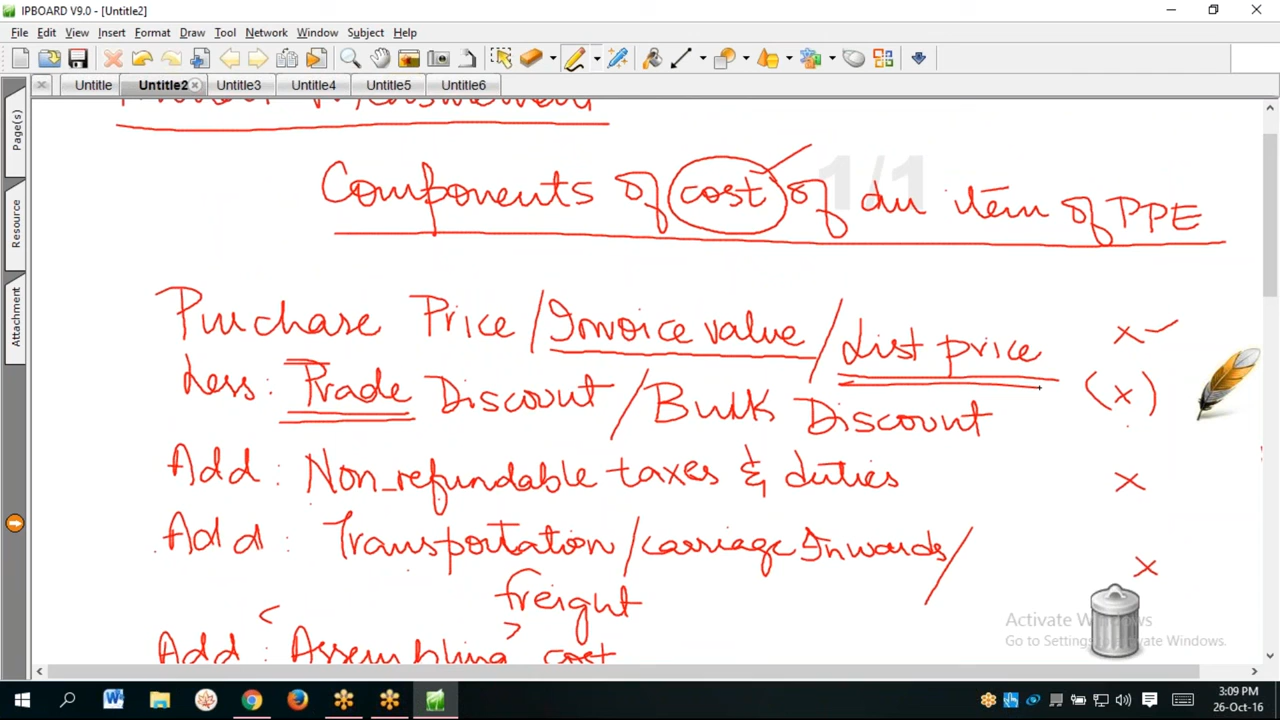 IPBOARD V9.0 - [Untitle2]
File Edit View Insert Format Draw Tool Network Window Subject Help
Untitle Untitle2 Untitle3 Untitle4 Untitle5 Untitle6
Page(s)
Resource
Attachment
1/1
Components of cost of an item of PPE
Purchase Price / Invoice value / List price x
Less: Trade Discount / Bulk Discount (x)
Add: Non-refundable taxes & duties x
Add: Transportation / carriage Inwards /
freight x
Add: Assembling cost
Activate Windows
Go to Settings to activate Windows.
3:09 PM
26-Oct-16